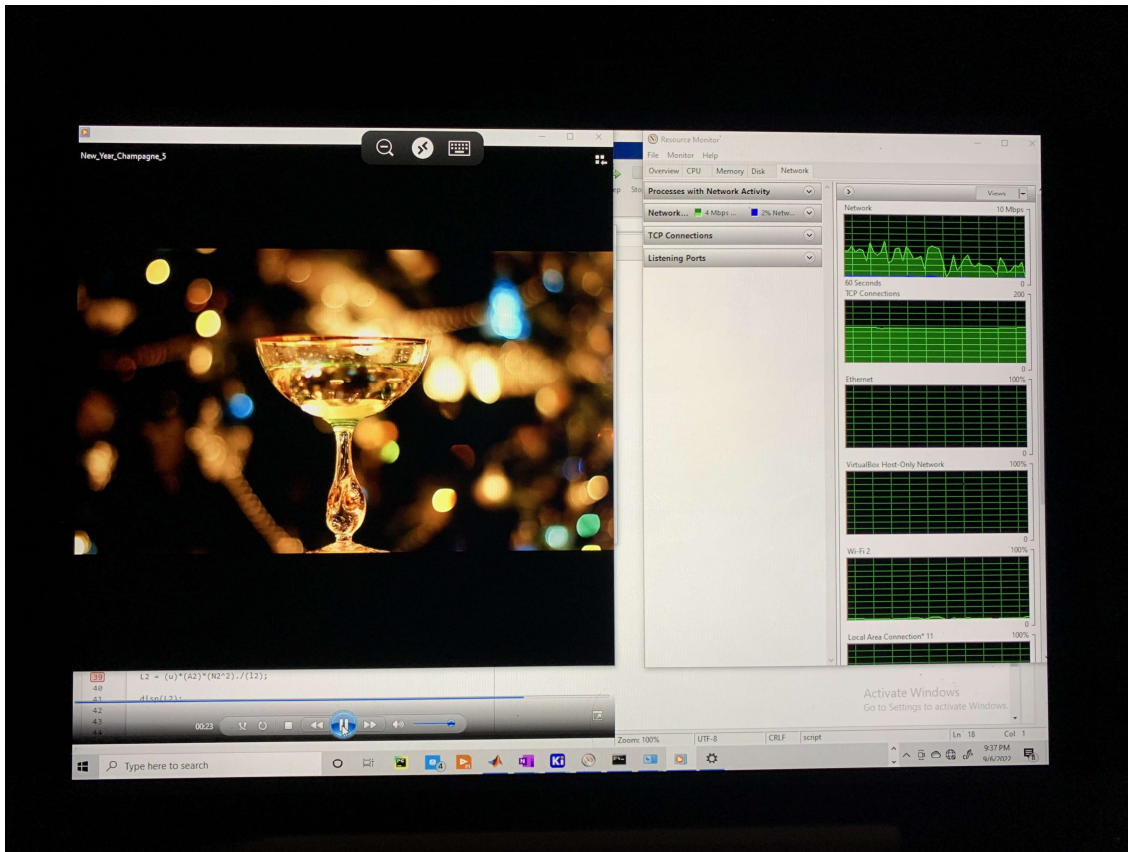 New_Year_Champagne_5
Resource Monitor
File Monitor Help
Overview CPU Memory Disk Network
Processes with Network Activity
Network... 4 Mbps ... 2% Netw...
TCP Connections
Listening Ports
Views
Network 10 Mbps
60 Seconds 0
TCP Connections
200
0
Ethernet 100%
0
VirtualBox Host-Only Network 100%
0
Wi-Fi 2 100%
0
Local Area Connection* 11 100%
39 L2 = (u)*(A2)*(N2^2)./(l2);
40
41 disp(L2);
42
43
44
00:23
Activate Windows
Go to Settings to activate Windows.
Zoom: 100% UTF-8 CRLF script Ln 18 Col 1
Type here to search
4
Ki
9:37 PM
9/6/2022